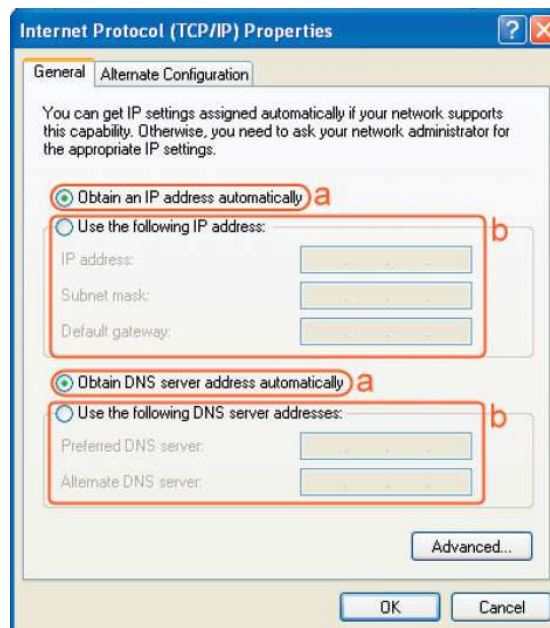 Internet Protocol (TCP/IP) Properties
General
Alternate Configuration
You can get IP settings assigned automatically if your network supports
this capability. Otherwise, you need to ask your network administrator for
the appropriate IP settings.
Obtain an IP address automatically a
Use the following IP address: b
IP address:
Subnet mask:
Default gateway:
Obtain DNS server address automatically a
Use the following DNS server addresses: b
Preferred DNS server:
Alternate DNS server:
Advanced...
OK
Cancel